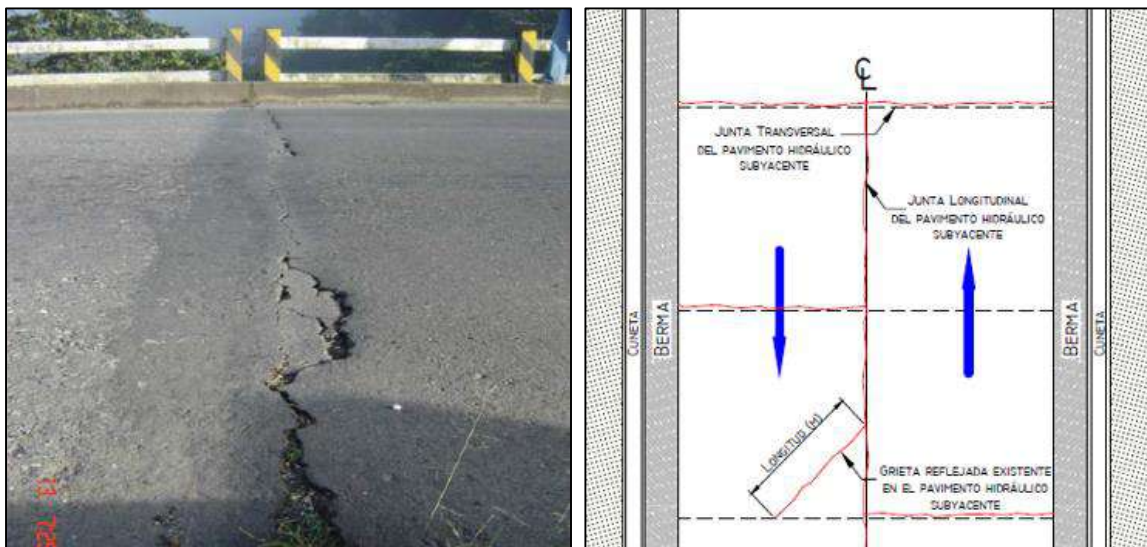 JUNTA TRANSVERSAL
DEL PAVIMENTO HIDRÁULICO
SUBYACENTE
JUNTA LONGITUDINAL
DEL PAVIMENTO HIDRÁULICO
SUBYACENTE
CUNETA
BERMA
BERMA
CUNETA
LONGITUD (M)
GRIETA REFLEJADA EXISTENTE
EN EL PAVIMENTO HIDRÁULICO
SUBYACENTE